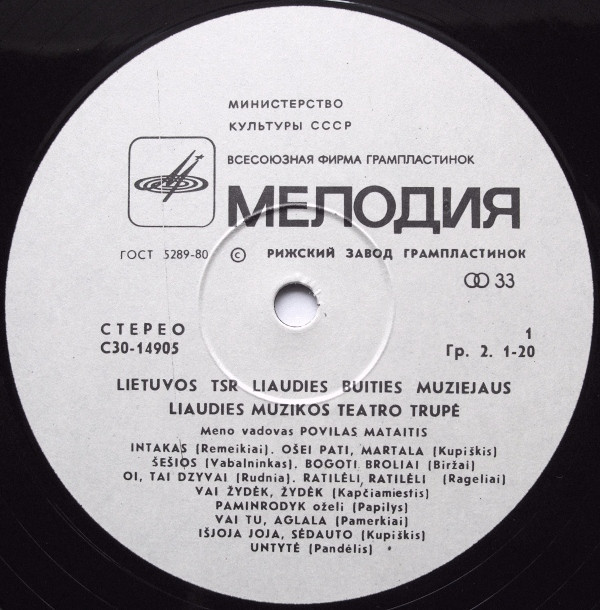 МИНИСТЕРСТВО
КУЛЬТУРЫ СССР
ВСЕСОЮЗНАЯ ФИРМА ГРАМПЛАСТИНОК
МЕЛОДИЯ
ГОСТ 5289-80 © РИЖСКИЙ ЗАВОД ГРАМПЛАСТИНОК
33
СТЕРЕО 1
С30-14905 Гр. 2. 1-20
LIETUVOS TSR LIAUDIES BUITIES MUZIEJAUS
LIAUDIES MUZIKOS TEATRO TRUPĖ
Meno vadovas POVILAS MATAITIS
INTAKAS (Remeikiai). OŠEI PATI, MARTALA (Kupiškis)
ŠEŠIOS (Vabalninkas). BOGOTI BROLIAI (Biržai)
OI, TAI DZYVAI (Rudnia). RATILĖLI, RATILĖLI (Rageliai)
VAI ŽYDĖK, ŽYDĖK (Kapčiamiestis)
PAMINRODYK oželi (Papilys)
VAI TU, AGLALA (Pamerkiai)
IŠJOJA JOJA, SĖDAUTO (Kupiškis)
UNTYTĖ (Pandėlis)